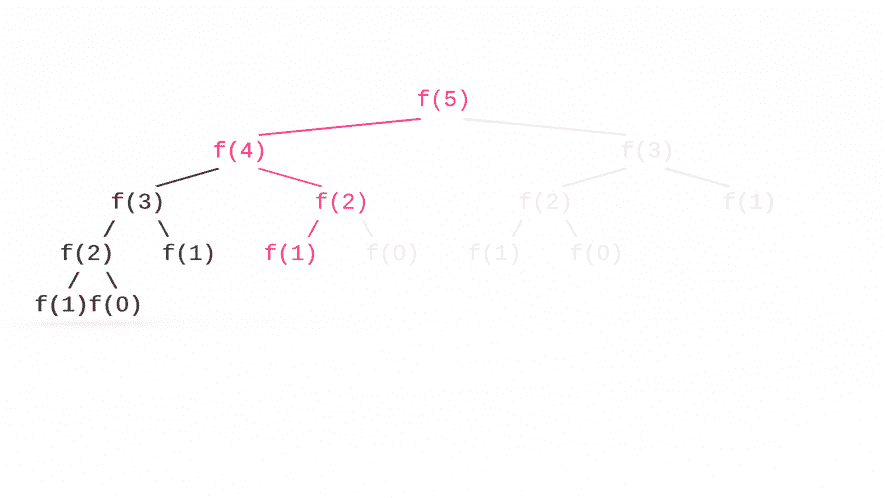 f(5)
f(4) f(3)
f(3) f(2) f(2) f(1)
f(2) f(1) f(1) f(0) f(1) f(0)
f(1)f(0)